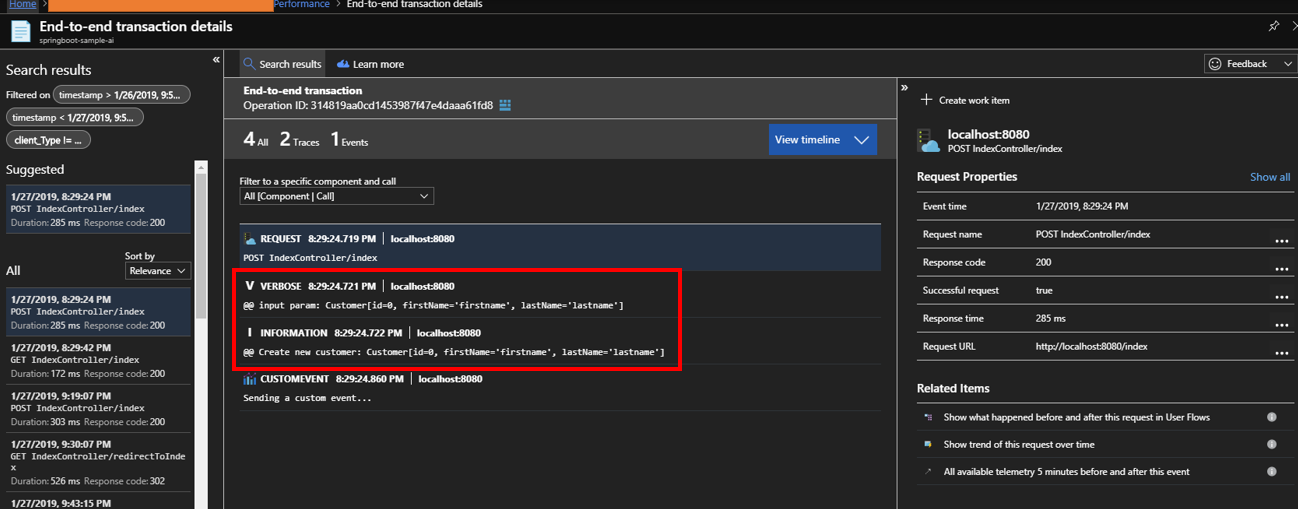 Home > Performance > End-to-end transaction details
End-to-end transaction details
springboot-sample-ai
Search results
Filtered on timestamp > 1/26/2019, 9:5...
timestamp < 1/27/2019, 9:5...
client_Type != ...
Suggested
1/27/2019, 8:29:24 PM
POST IndexController/index
Duration: 285 ms Response code: 200
All
Sort by
Relevance
1/27/2019, 8:29:24 PM
POST IndexController/index
Duration: 285 ms Response code: 200
1/27/2019, 8:29:42 PM
GET IndexController/index
Duration: 172 ms Response code: 200
1/27/2019, 9:19:07 PM
POST IndexController/index
Duration: 303 ms Response code: 200
1/27/2019, 9:30:07 PM
GET IndexController/redirectToInde
x
Duration: 526 ms Response code: 302
1/27/2019, 9:43:15 PM
Search results Learn more
End-to-end transaction
Operation ID: 314819aa0cd1453987f47e4daaa61fd8
4 All 2 Traces 1 Events
View timeline
Filter to a specific component and call
All [Component | Call]
REQUEST 8:29:24.719 PM | localhost:8080
POST IndexController/index
V VERBOSE 8:29:24.721 PM | localhost:8080
@@ input param: Customer[id=0, firstName='firstname', lastName='lastname']
I INFORMATION 8:29:24.722 PM | localhost:8080
@@ Create new customer: Customer[id=0, firstName='firstname', lastName='lastname']
CUSTOMEVENT 8:29:24.860 PM | localhost:8080
Sending a custom event...
Feedback
Create work item
localhost:8080
POST IndexController/index
Request Properties Show all
Event time 1/27/2019, 8:29:24 PM
Request name POST IndexController/index ...
Response code 200 ...
Successful request true ...
Response time 285 ms ...
Request URL http://localhost:8080/index ...
Related Items
Show what happened before and after this request in User Flows
Show trend of this request over time
All available telemetry 5 minutes before and after this event